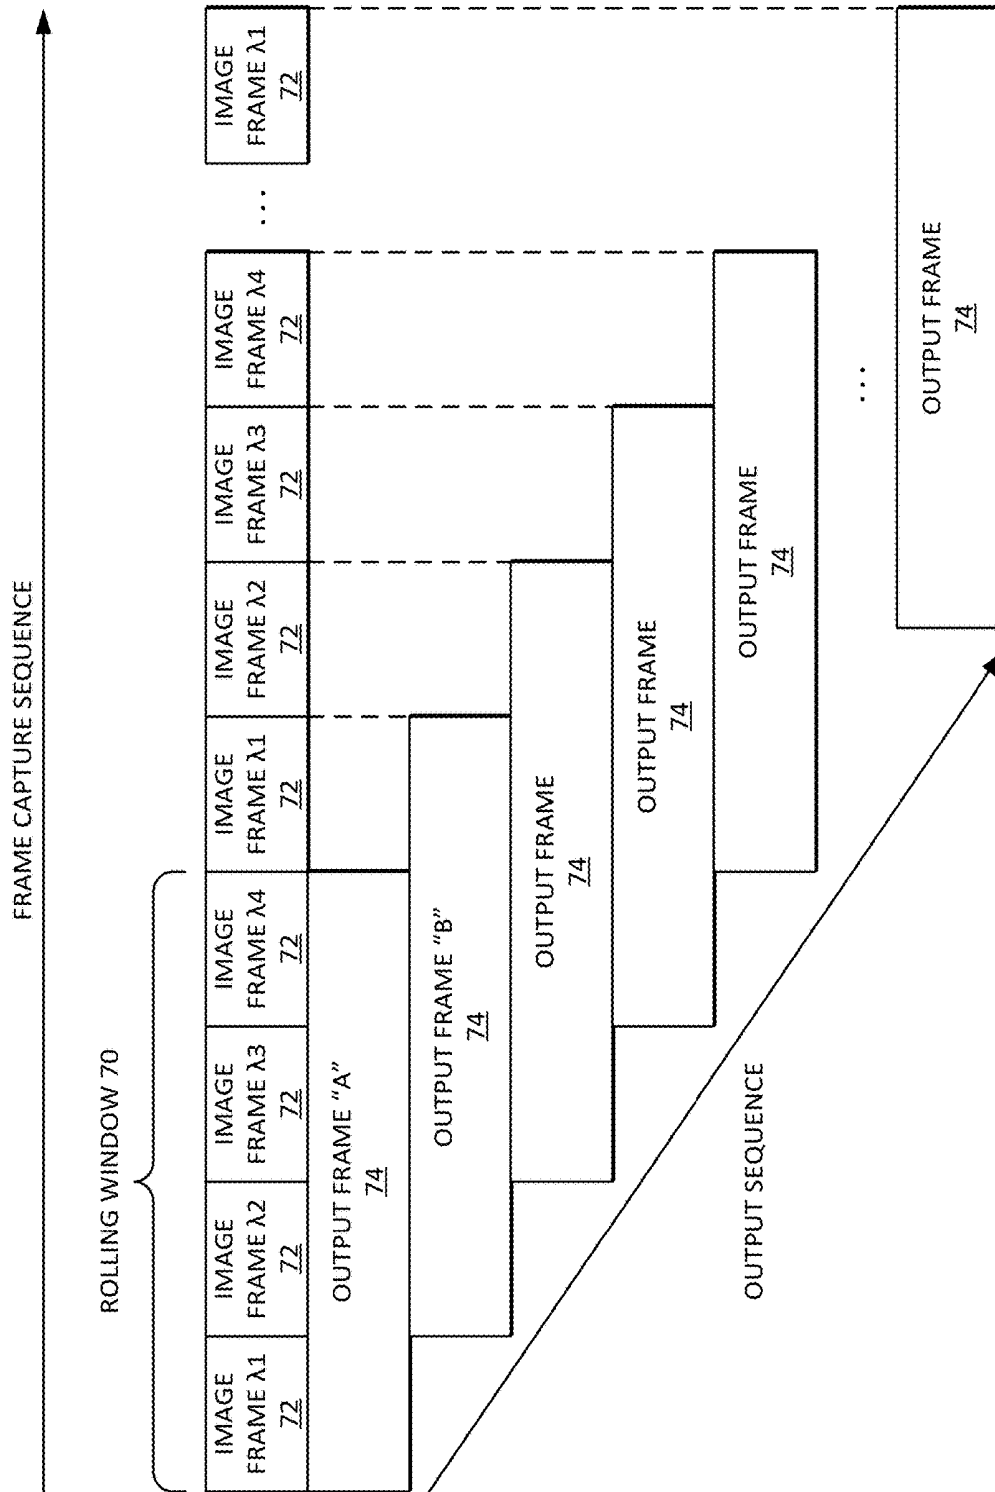 FRAME CAPTURE SEQUENCE
ROLLING WINDOW 70
IMAGE
FRAME λ1
72
IMAGE
FRAME λ2
72
IMAGE
FRAME λ3
72
IMAGE
FRAME λ4
72
IMAGE
FRAME λ1
72
IMAGE
FRAME λ2
72
IMAGE
FRAME λ3
72
IMAGE
FRAME λ4
72
...
IMAGE
FRAME λ1
72
OUTPUT FRAME “A”
74
OUTPUT FRAME “B”
74
OUTPUT FRAME
74
OUTPUT FRAME
74
OUTPUT FRAME
74
...
OUTPUT FRAME
74
OUTPUT SEQUENCE